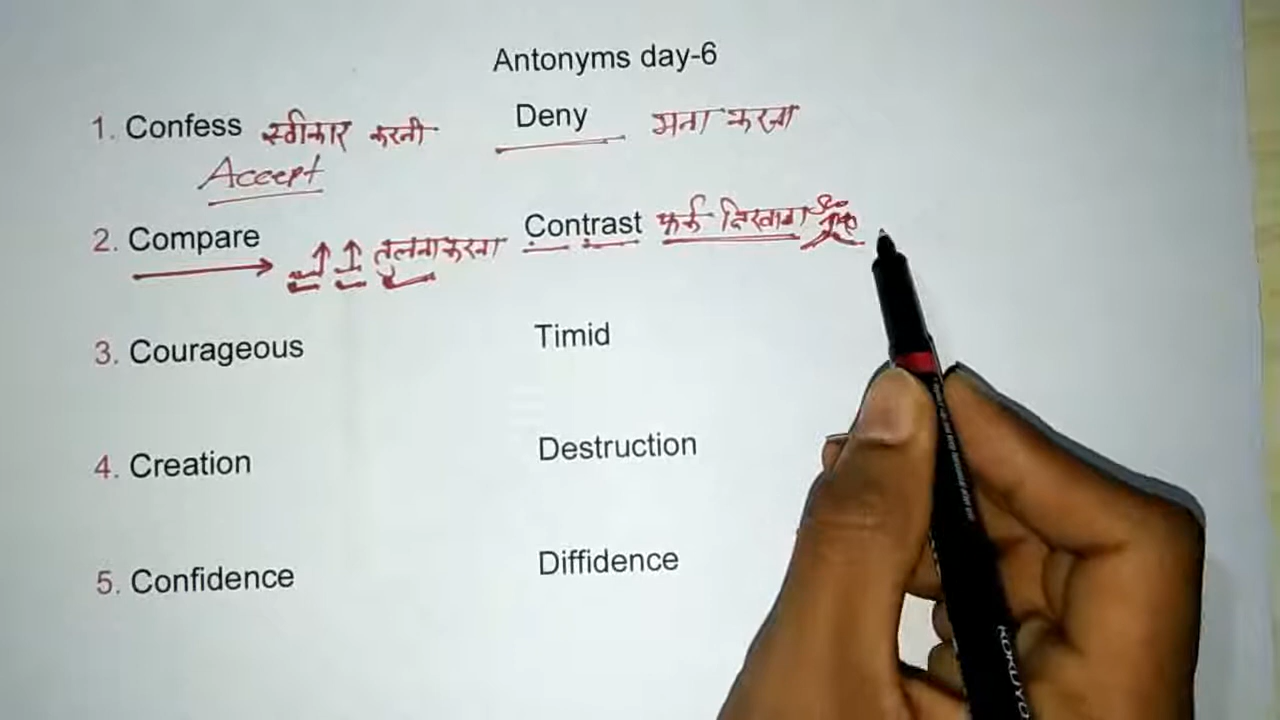 Antonyms day-6
1. Confess स्वीकार करनी Deny मना करना
Accept
2. Compare तुलना करना Contrast फर्क दिखाना
3. Courageous Timid
4. Creation Destruction
5. Confidence Diffidence
KOKUYO